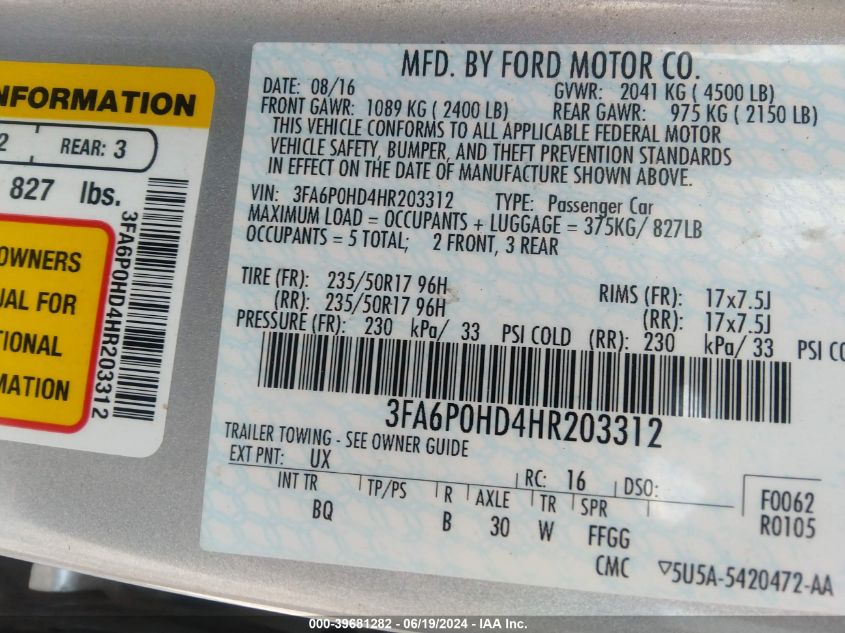 NFORMATION
2 REAR: 3
827 lbs.
OWNERS
UAL FOR
TIONAL
MATION
3FA6P0HD4HR203312
MFD. BY FORD MOTOR CO.
DATE: 08/16 GVWR: 2041 KG ( 4500 LB)
FRONT GAWR: 1089 KG ( 2400 LB) REAR GAWR: 975 KG ( 2150 LB)
THIS VEHICLE CONFORMS TO ALL APPLICABLE FEDERAL MOTOR
VEHICLE SAFETY, BUMPER, AND THEFT PREVENTION STANDARDS
IN EFFECT ON THE DATE OF MANUFACTURE SHOWN ABOVE.
VIN: 3FA6P0HD4HR203312 TYPE: Passenger Car
MAXIMUM LOAD = OCCUPANTS + LUGGAGE = 375KG/ 827LB
OCCUPANTS = 5 TOTAL; 2 FRONT, 3 REAR
TIRE (FR): 235/50R17 96H RIMS (FR): 17x7.5J
(RR): 235/50R17 96H (RR): 17x7.5J
PRESSURE (FR): 230 kPa/ 33 PSI COLD (RR): 230 kPa/ 33 PSI CO
3FA6P0HD4HR203312
TRAILER TOWING - SEE OWNER GUIDE
EXT PNT: UX RC: 16 DSO:
INT TR TP/PS R AXLE TR SPR F0062
BQ B 30 W FFGG R0105
CMC ▽5U5A-5420472-AA
000-39681282 - 06/19/2024 - IAA Inc.